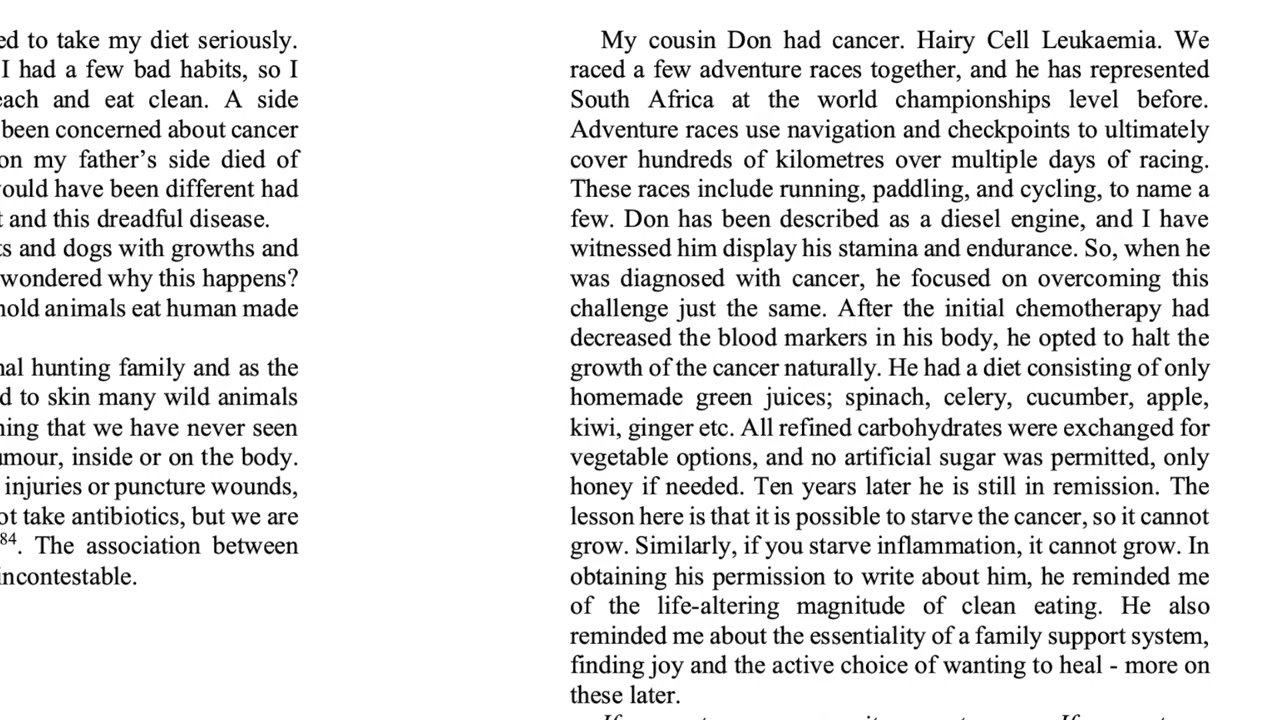 ed to take my diet seriously.
I had a few bad habits, so I
each and eat clean. A side
been concerned about cancer
on my father's side died of
ould have been different had
t and this dreadful disease.
ts and dogs with growths and
wondered why this happens?
nold animals eat human made
nal hunting family and as the
d to skin many wild animals
ning that we have never seen
umour, inside or on the body.
injuries or puncture wounds,
ot take antibiotics, but we are
84. The association between
incontestable.
My cousin Don had cancer. Hairy Cell Leukaemia. We
raced a few adventure races together, and he has represented
South Africa at the world championships level before.
Adventure races use navigation and checkpoints to ultimately
cover hundreds of kilometres over multiple days of racing.
These races include running, paddling, and cycling, to name a
few. Don has been described as a diesel engine, and I have
witnessed him display his stamina and endurance. So, when he
was diagnosed with cancer, he focused on overcoming this
challenge just the same. After the initial chemotherapy had
decreased the blood markers in his body, he opted to halt the
growth of the cancer naturally. He had a diet consisting of only
homemade green juices; spinach, celery, cucumber, apple,
kiwi, ginger etc. All refined carbohydrates were exchanged for
vegetable options, and no artificial sugar was permitted, only
honey if needed. Ten years later he is still in remission. The
lesson here is that it is possible to starve the cancer, so it cannot
grow. Similarly, if you starve inflammation, it cannot grow. In
obtaining his permission to write about him, he reminded me
of the life-altering magnitude of clean eating. He also
reminded me about the essentiality of a family support system,
finding joy and the active choice of wanting to heal - more on
these later.